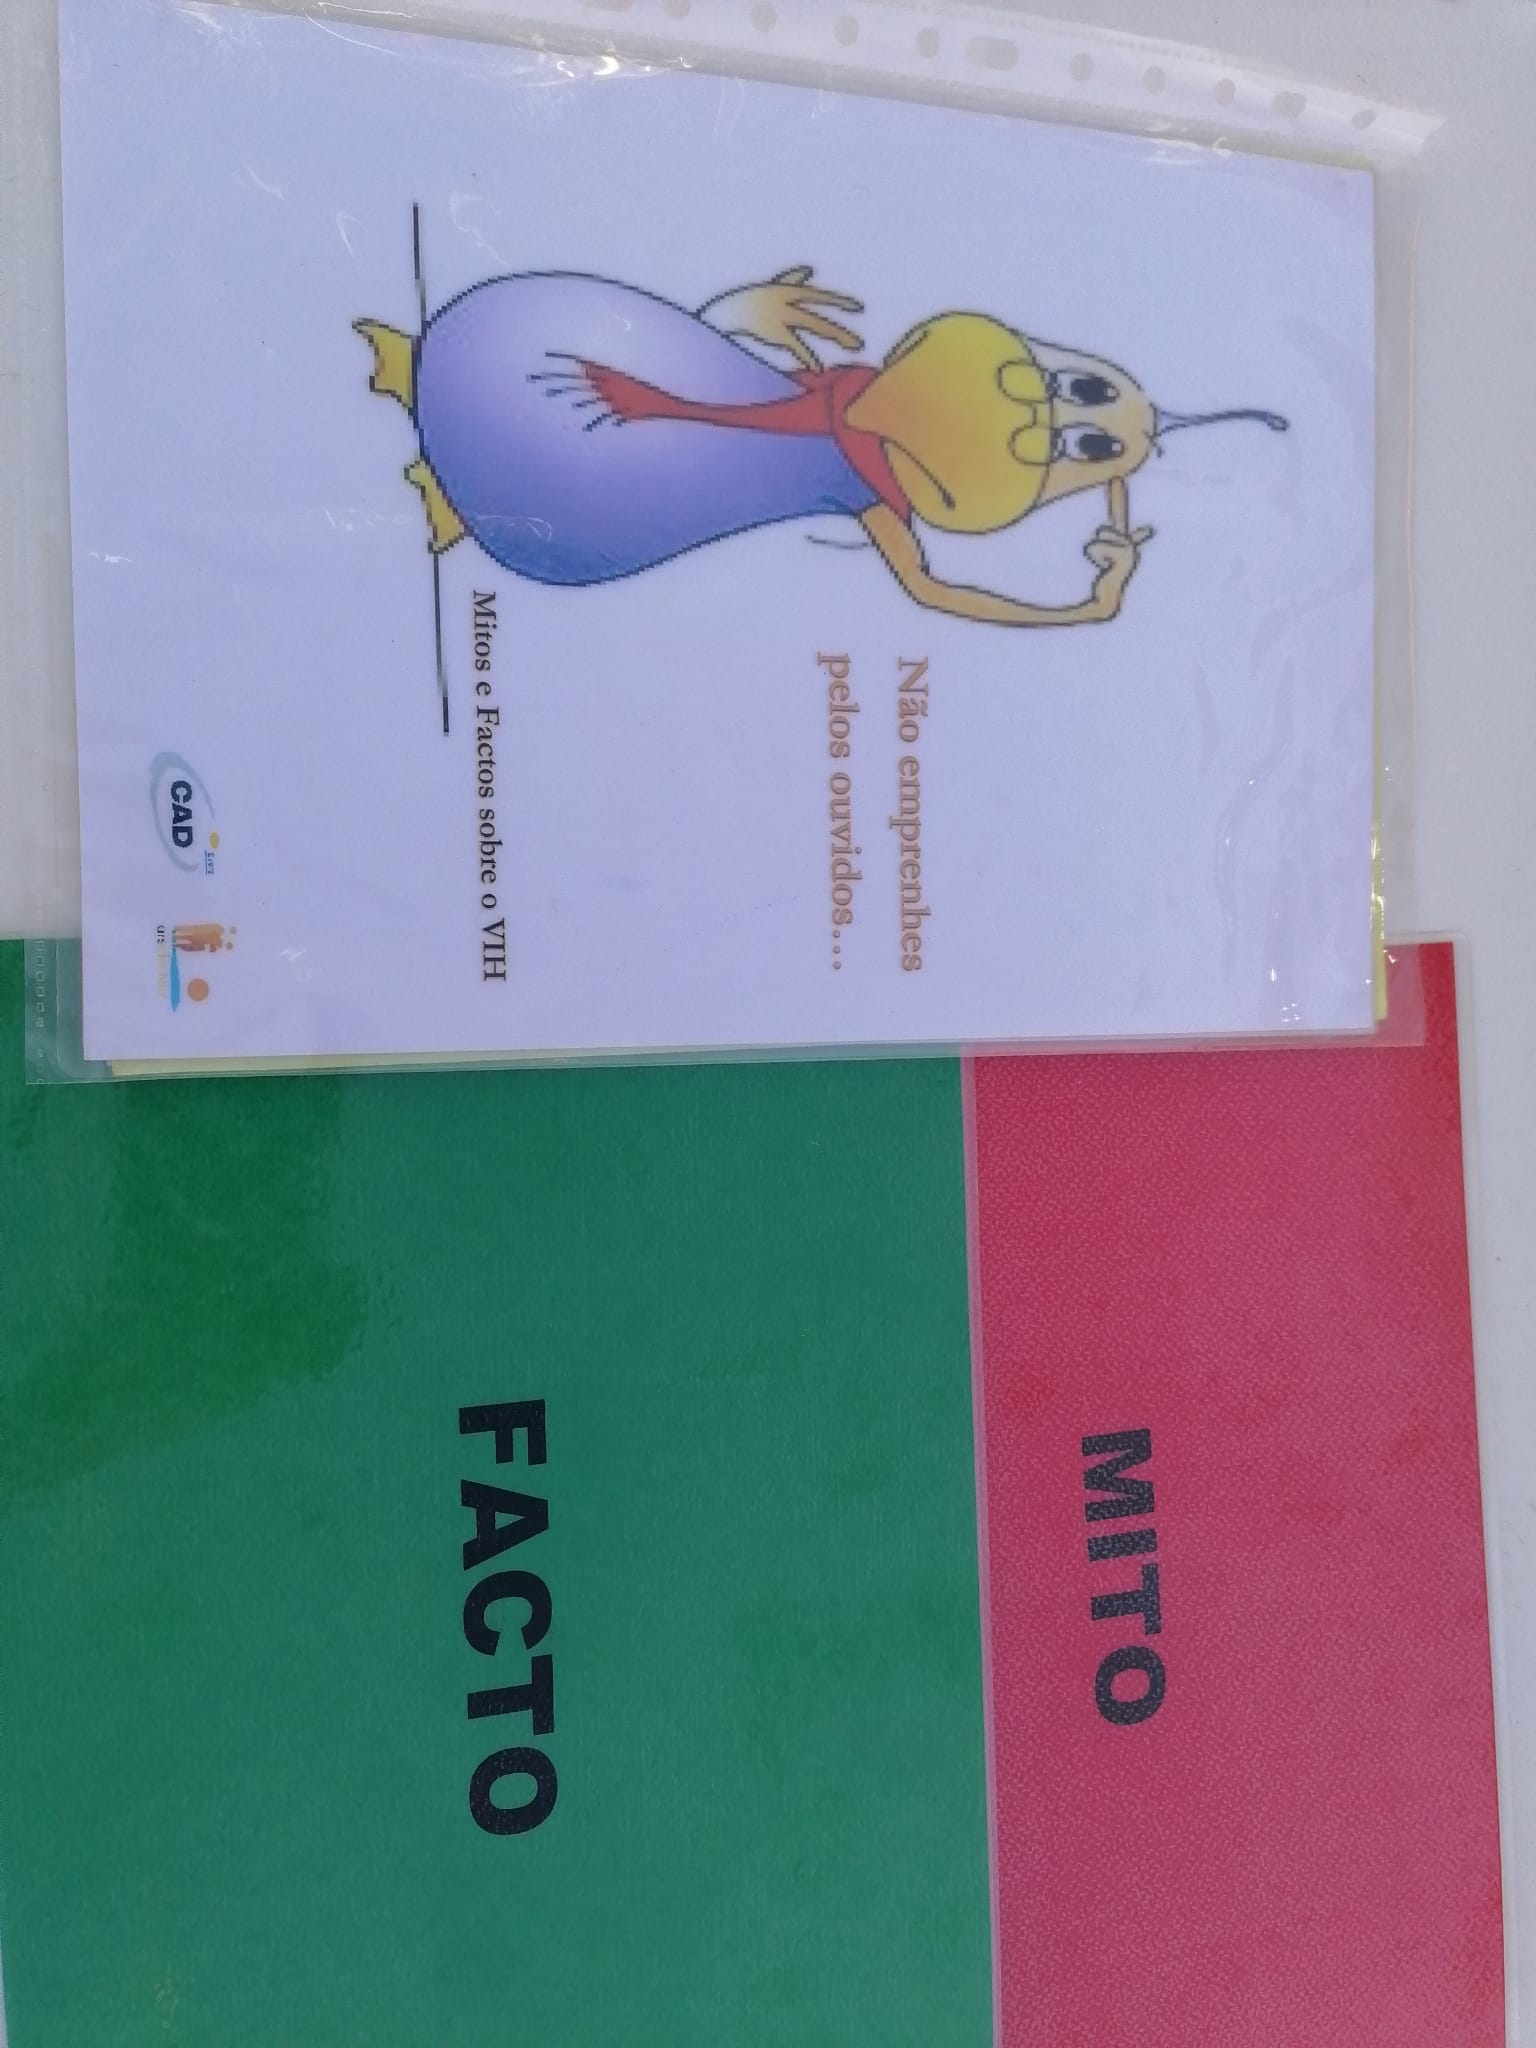 Não emprenhes
pelos ouvidos...
Mitos e Factos sobre o VIH
CAD
MITO
FACTO